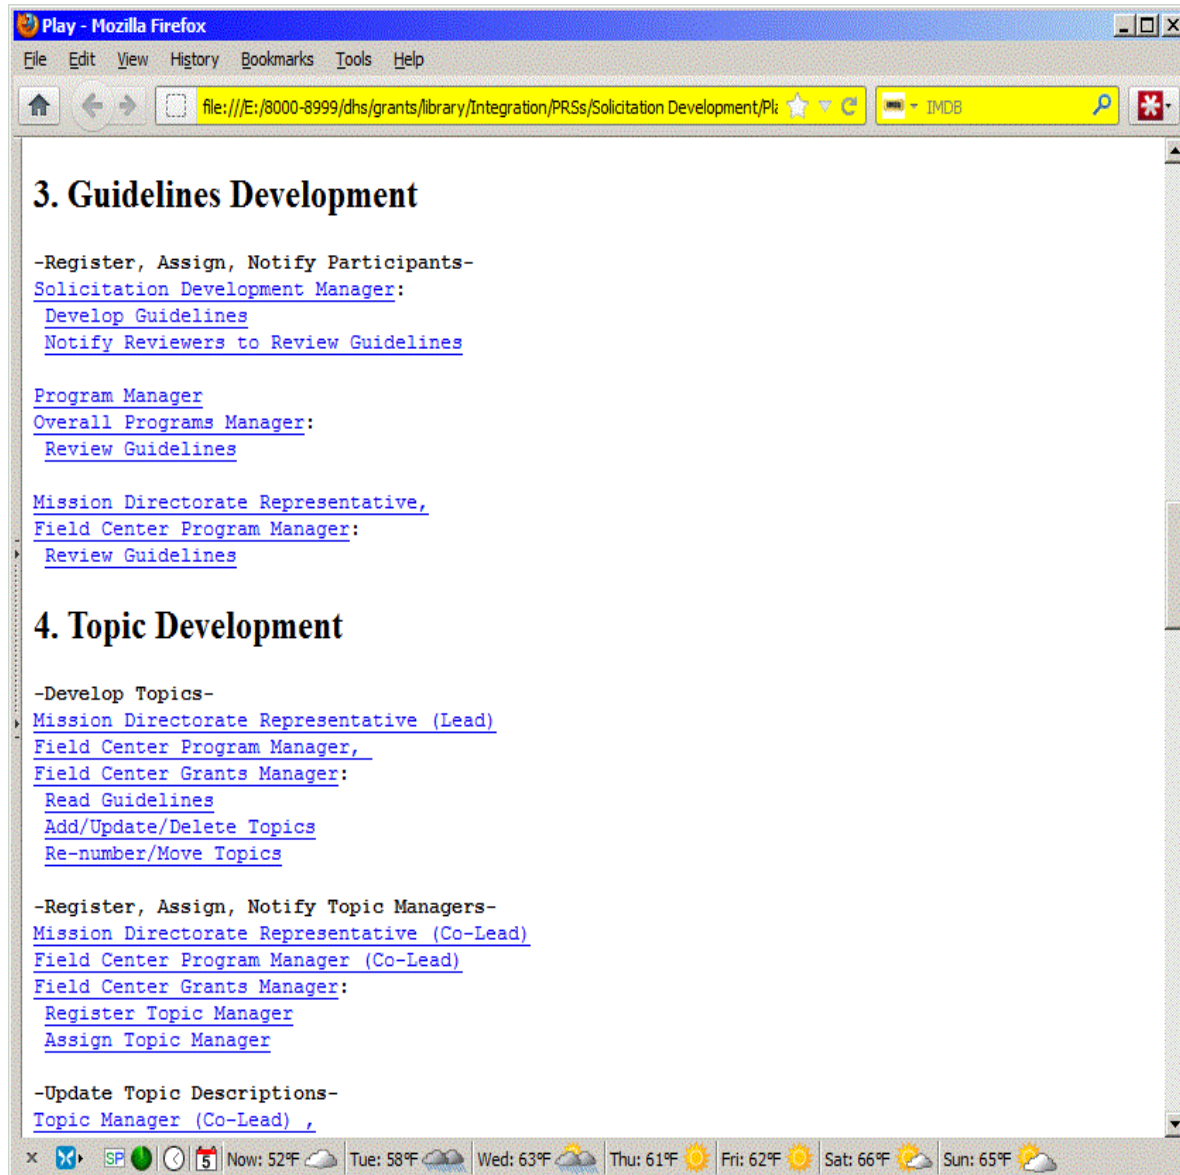 Play - Mozilla Firefox
File Edit View History Bookmarks Tools Help
file:///E:/8000-8999/dhs/grants/library/Integration/PRSs/Solicitation Development/Pla
IMDB
3. Guidelines Development
-Register, Assign, Notify Participants-
Solicitation Development Manager:
Develop Guidelines
Notify Reviewers to Review Guidelines
Program Manager
Overall Programs Manager:
Review Guidelines
Mission Directorate Representative,
Field Center Program Manager:
Review Guidelines
4. Topic Development
-Develop Topics-
Mission Directorate Representative (Lead)
Field Center Program Manager,
Field Center Grants Manager:
Read Guidelines
Add/Update/Delete Topics
Re-number/Move Topics
-Register, Assign, Notify Topic Managers-
Mission Directorate Representative (Co-Lead)
Field Center Program Manager (Co-Lead)
Field Center Grants Manager:
Register Topic Manager
Assign Topic Manager
-Update Topic Descriptions-
Topic Manager (Co-Lead) ,
SP 5 Now: 52°F Tue: 58°F Wed: 63°F Thu: 61°F Fri: 62°F Sat: 66°F Sun: 65°F